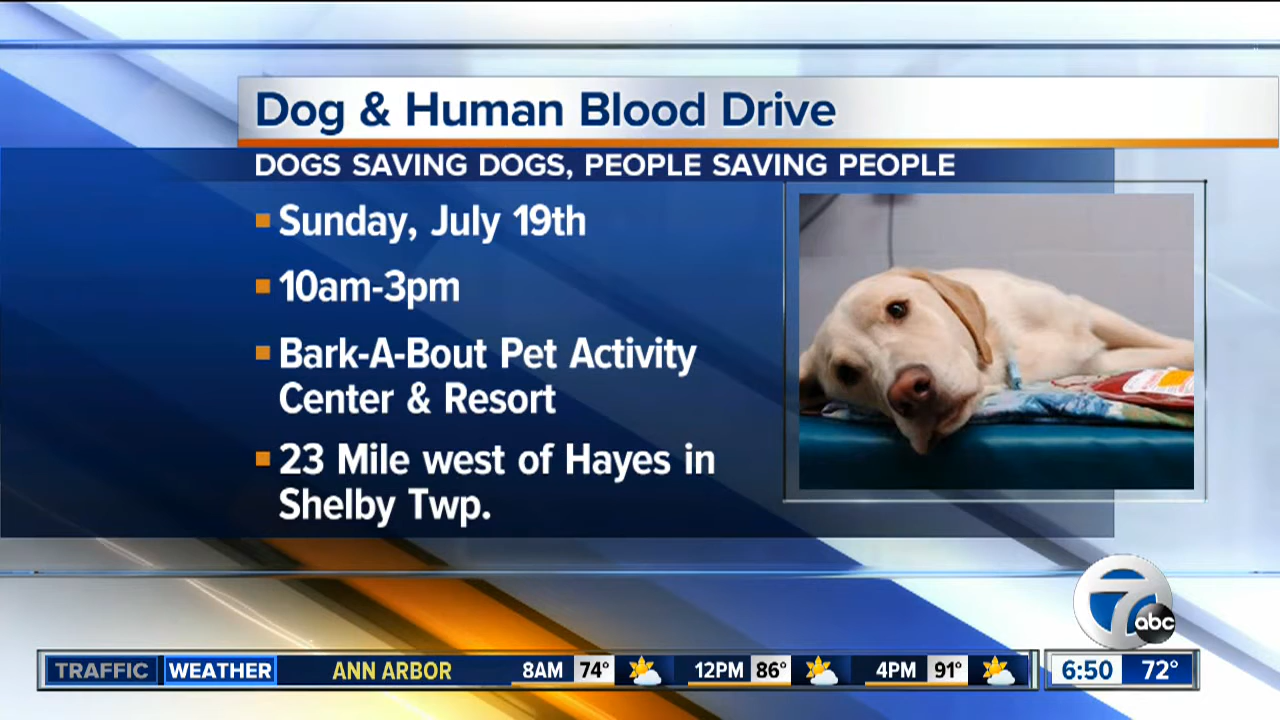 Dog & Human Blood Drive
DOGS SAVING DOGS, PEOPLE SAVING PEOPLE
Sunday, July 19th
10am-3pm
Bark-A-Bout Pet Activity
Center & Resort
23 Mile west of Hayes in
Shelby Twp.
7 abc
TRAFFIC WEATHER ANN ARBOR 8AM 74° 12PM 86° 4PM 91° 6:50 72°